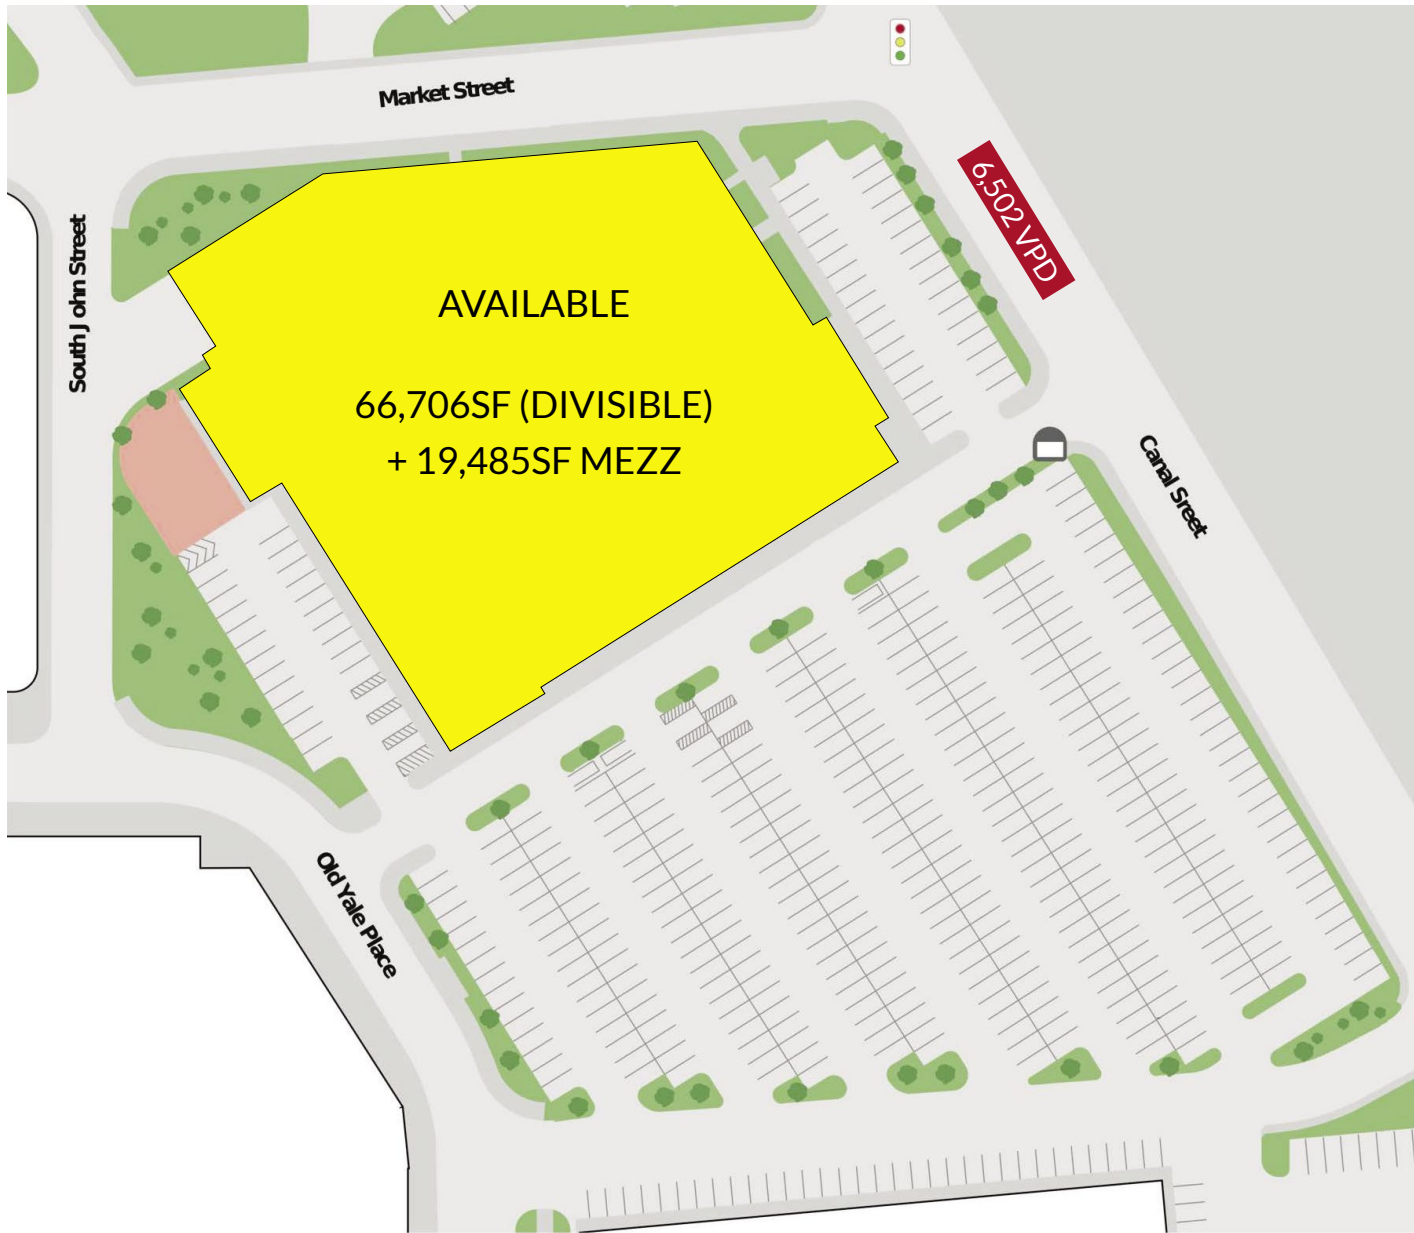 Market Street
6,502 VPD
South John Street
AVAILABLE
66,706SF (DIVISIBLE)
+ 19,485SF MEZZ
Canal Sreet
Old Yale Place